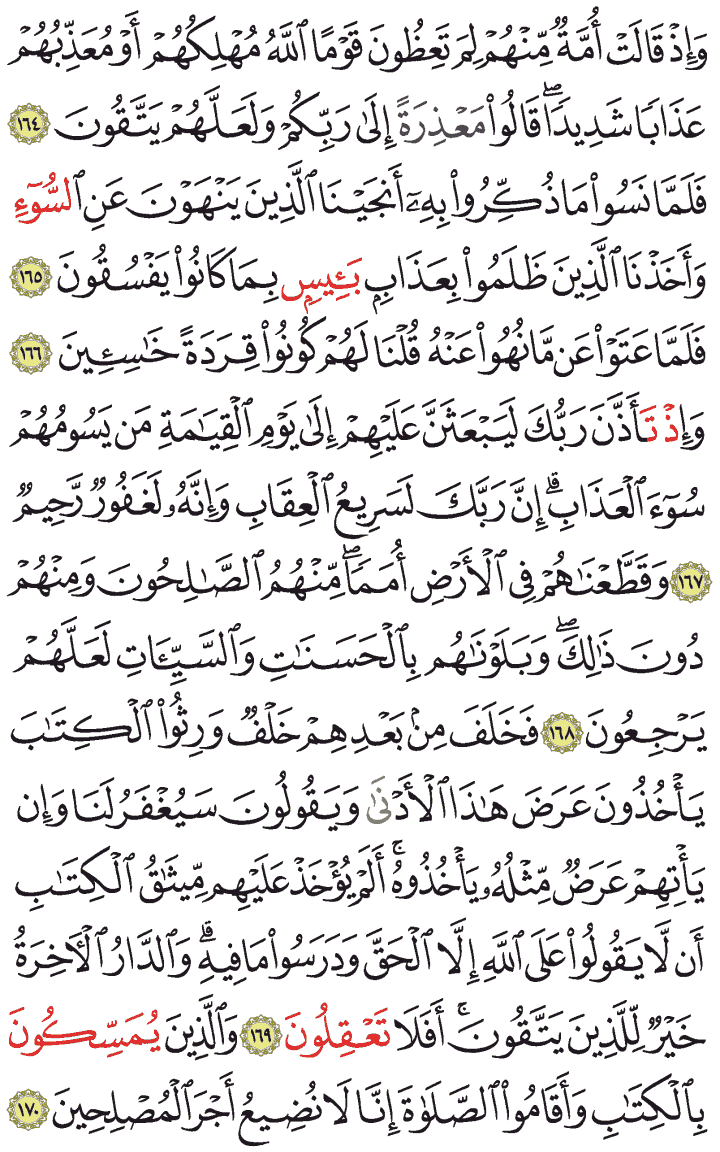 وَإِذۡ قَالَتۡ أُمَّةٞ مِّنۡهُمۡ لِمَ تَعِظُونَ قَوۡمًا ٱللَّهُ مُهۡلِكُهُمۡ أَوۡ مُعَذِّبُهُمۡ
عَذَابٗا شَدِيدٗاۖ قَالُواْ مَعۡذِرَةً إِلَىٰ رَبِّكُمۡ وَلَعَلَّهُمۡ يَتَّقُونَ ١٦٤
فَلَمَّا نَسُواْ مَا ذُكِّرُواْ بِهِۦٓ أَنجَيۡنَا ٱلَّذِينَ يَنۡهَوۡنَ عَنِ ٱلسُّوٓءِ
وَأَخَذۡنَا ٱلَّذِينَ ظَلَمُواْ بِعَذَابِۭ بَـِٔيسِۭ بِمَا كَانُواْ يَفۡسُقُونَ ١٦٥
فَلَمَّا عَتَوۡاْ عَن مَّا نُهُواْ عَنۡهُ قُلۡنَا لَهُمۡ كُونُواْ قِرَدَةً خَٰسِـِٔينَ ١٦٦
وَإِذۡ تَأَذَّنَ رَبُّكَ لَيَبۡعَثَنَّ عَلَيۡهِمۡ إِلَىٰ يَوۡمِ ٱلۡقِيَٰمَةِ مَن يَسُومُهُمۡ
سُوٓءَ ٱلۡعَذَابِۗ إِنَّ رَبَّكَ لَسَرِيعُ ٱلۡعِقَابِ وَإِنَّهُۥ لَغَفُورٞ رَّحِيمٞ
١٦٧ وَقَطَّعۡنَٰهُمۡ فِي ٱلۡأَرۡضِ أُمَمٗاۖ مِّنۡهُمُ ٱلصَّٰلِحُونَ وَمِنۡهُمۡ
دُونَ ذَٰلِكَۖ وَبَلَوۡنَٰهُم بِٱلۡحَسَنَٰتِ وَٱلسَّيِّـَٔاتِ لَعَلَّهُمۡ
يَرۡجِعُونَ ١٦٨ فَخَلَفَ مِنۢ بَعۡدِهِمۡ خَلۡفٞ وَرِثُواْ ٱلۡكِتَٰبَ
يَأۡخُذُونَ عَرَضَ هَٰذَا ٱلۡأَدۡنَىٰ وَيَقُولُونَ سَيُغۡفَرُ لَنَا وَإِن
يَأۡتِهِمۡ عَرَضٞ مِّثۡلُهُۥ يَأۡخُذُوهُۚ أَلَمۡ يُؤۡخَذۡ عَلَيۡهِم مِّيثَٰقُ ٱلۡكِتَٰبِ
أَن لَّا يَقُولُواْ عَلَى ٱللَّهِ إِلَّا ٱلۡحَقَّ وَدَرَسُواْ مَا فِيهِۗ وَٱلدَّارُ ٱلۡأٓخِرَةُ
خَيۡرٞ لِّلَّذِينَ يَتَّقُونَۚ أَفَلَا تَعۡقِلُونَ ١٦٩ وَٱلَّذِينَ يُمَسِّكُونَ
بِٱلۡكِتَٰبِ وَأَقَامُواْ ٱلصَّلَوٰةَ إِنَّا لَا نُضِيعُ أَجۡرَ ٱلۡمُصۡلِحِينَ ١٧٠